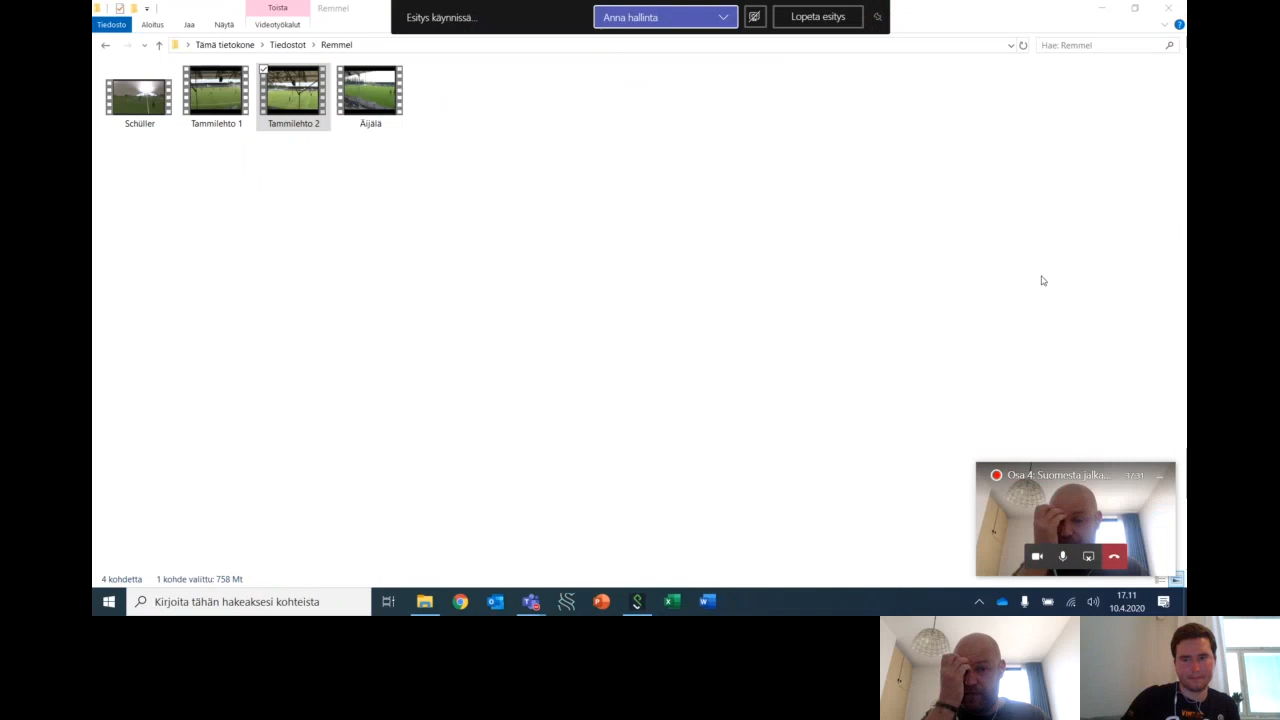 Toista
Remmel
Esitys käynnissä...
Anna hallinta
Lopeta esitys
Tiedosto
Aloitus
Jaa
Näytä
Videotyökalut
Tämä tietokone > Tiedostot > Remmel
Hae: Remmel
Schüller
Tammilehto 1
Tammilehto 2
Äijälä
Osa 4: Suomesta jalka...
37:31
4 kohdetta
1 kohde valittu: 758 Mt
Kirjoita tähän hakeaksesi kohteista
17.11
10.4.2020